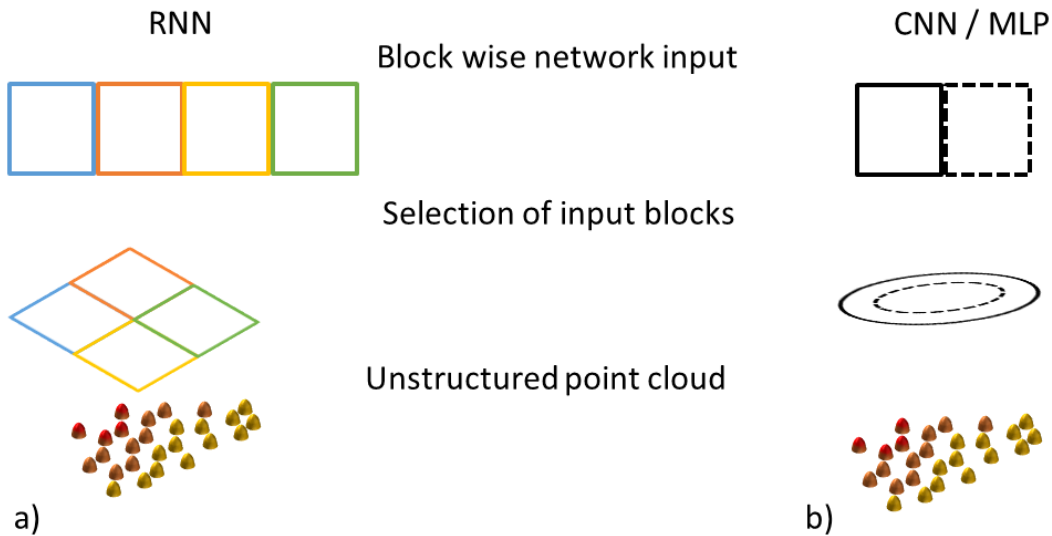 RNN
CNN / MLP
Block wise network input
Selection of input blocks
Unstructured point cloud
a)
b)